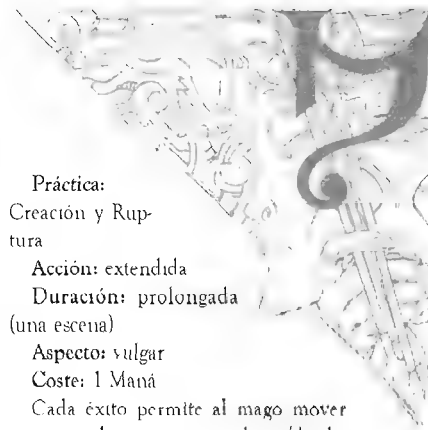 Práctica:
Creación y Rup-
tura
Acción: extendida
Duración: prolongada
(una escena)
Aspecto: vulgar
Coste: 1 Maná
Cada éxito permite al mago mover